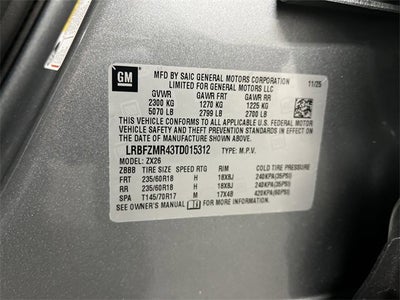 GM
MFD BY SAIC GENERAL MOTORS CORPORATION
LIMITED FOR GENERAL MOTORS LLC
11/25
GVWR GAWR FRT GAWR RR
2300 KG 1270 KG 1225 KG
5070 LB 2799 LB 2700 LB
THIS VEHICLE CONFORMS TO ALL APPLICABLE U.S.
FEDERAL MOTOR VEHICLE SAFETY, BUMPER, AND
THEFT PREVENTION STANDARDS IN EFFECT ON
THE DATE OF MANUFACTURE SHOWN ABOVE.
LRBFZMR43TD015312 TYPE: M.P.V.
MODEL: ZX26
ZBBB TIRE SIZE SPEED RTG RIM COLD TIRE PRESSURE
FRT 235/60R18 H 18X8J 240KPA(35PSI)
RR 235/60R18 H 18X8J 240KPA(35PSI)
SPA T145/70R17 M 17X4B 420KPA(60PSI)
SEE OWNER'S MANUAL FOR MORE INFORMATION.